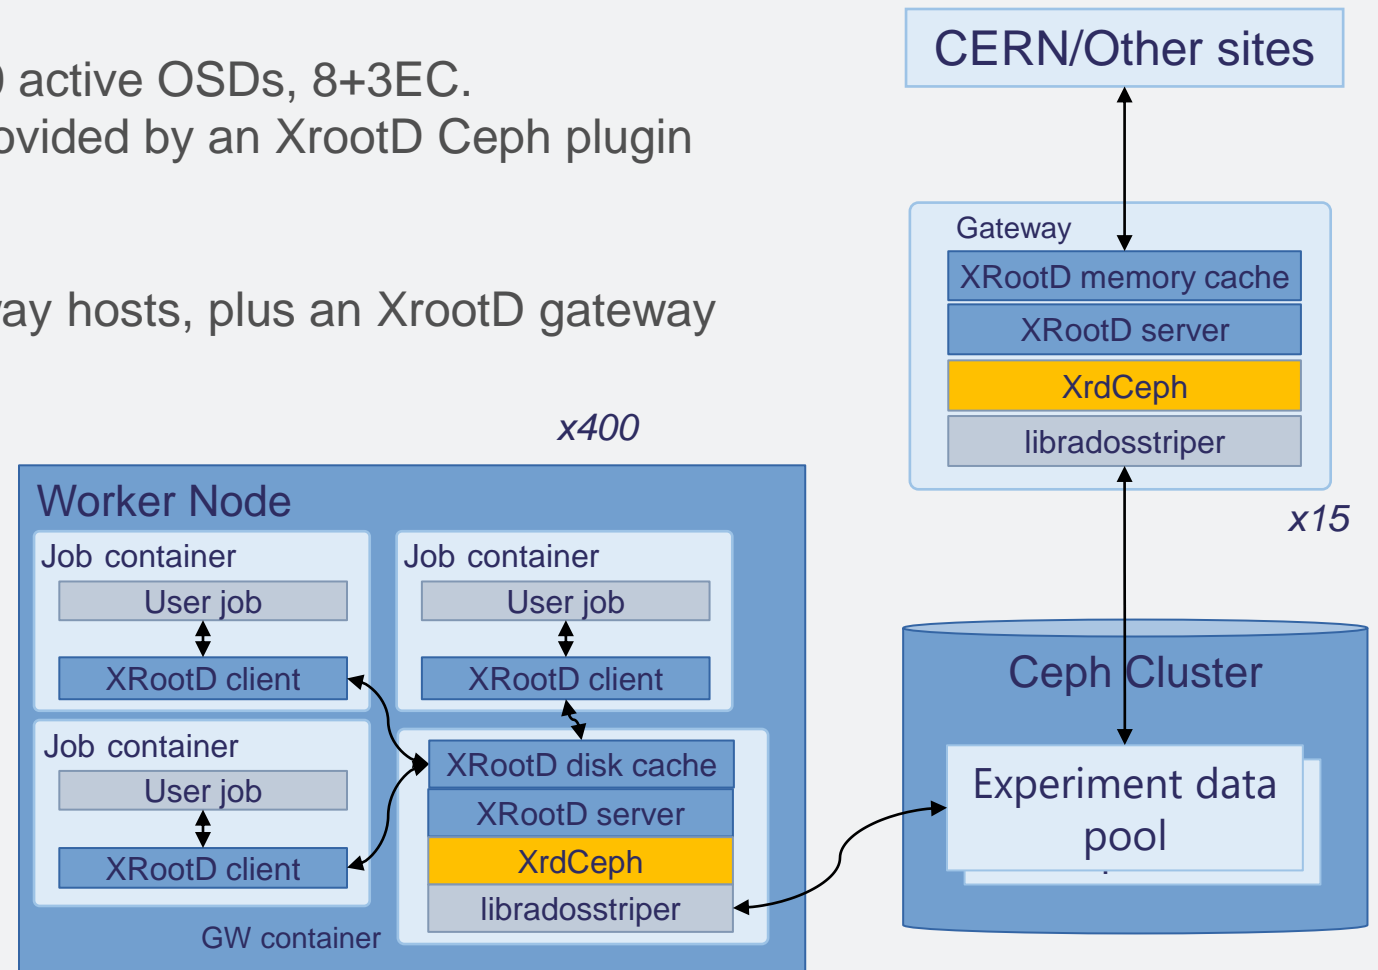 active OSDs, 8+3EC.
ovided by an XrootD Ceph plugin
ay hosts, plus an XrootD gateway
CERN/Other sites
Gateway
XRootD memory cache
XRootD server
XrdCeph
libradosstriper
x15
x400
Worker Node
Job container
User job
XRootD client
Job container
User job
XRootD client
Job container
User job
XRootD client
XRootD disk cache
XRootD server
XrdCeph
libradosstriper
GW container
Ceph Cluster
Experiment data
pool